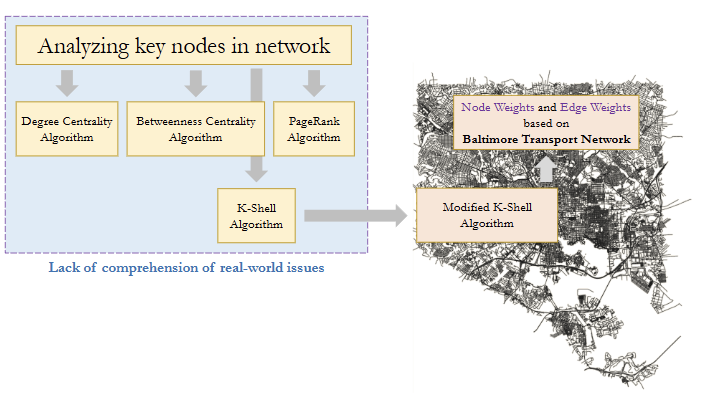 Analyzing key nodes in network
Degree Centrality
Algorithm
Betweenness Centrality
Algorithm
PageRank
Algorithm
K-Shell
Algorithm
Lack of comprehension of real-world issues
Node Weights and Edge Weights
based on
Baltimore Transport Network
Modified K-Shell
Algorithm